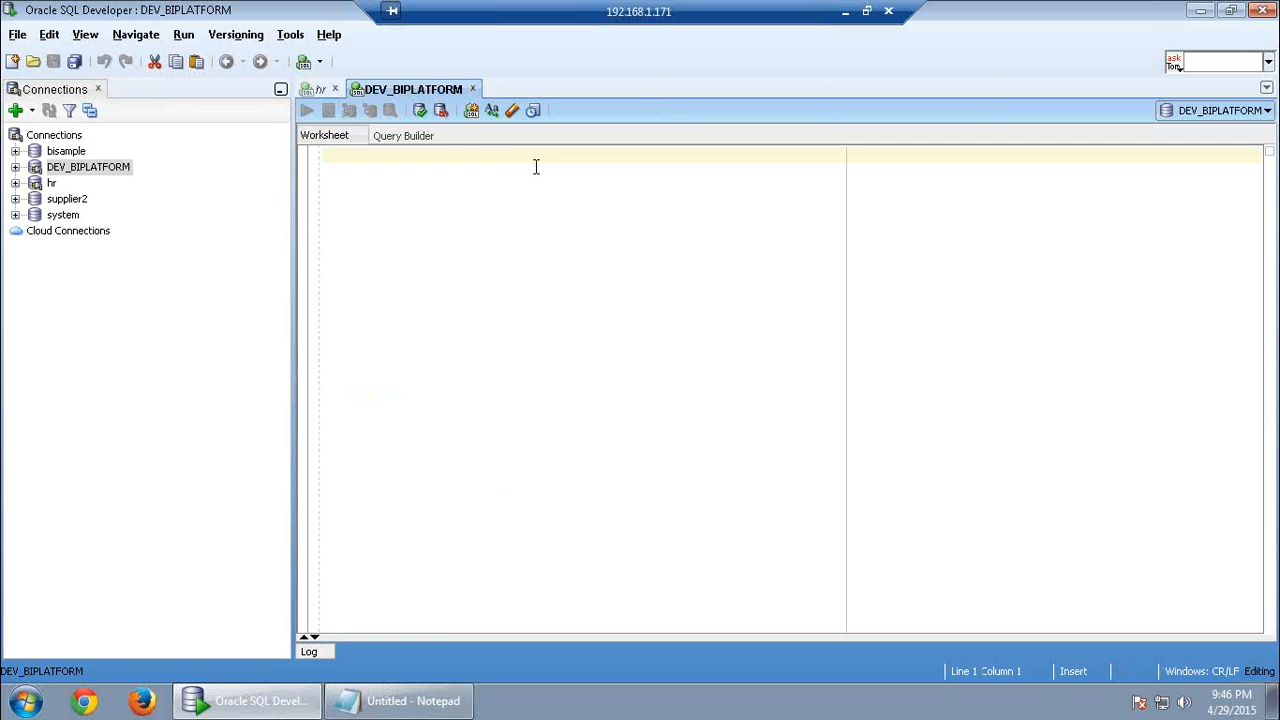 Oracle SQL Developer : DEV_BIPLATFORM
192.168.1.171
File Edit View Navigate Run Versioning Tools Help
ask
Tom
Connections
hr
DEV_BIPLATFORM
DEV_BIPLATFORM
Worksheet
Query Builder
Connections
bisample
DEV_BIPLATFORM
hr
supplier2
system
Cloud Connections
Log
DEV_BIPLATFORM
Line 1 Column 1
Insert
Windows: CR/LF
Editing
Oracle SQL Devel...
Untitled - Notepad
9:46 PM
4/29/2015